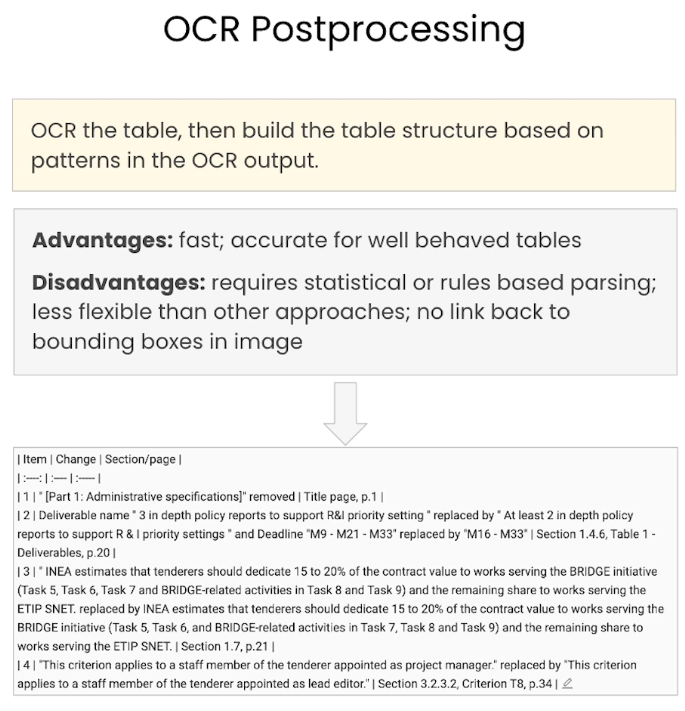 OCR Postprocessing
OCR the table, then build the table structure based on
patterns in the OCR output.
Advantages: fast; accurate for well behaved tables
Disadvantages: requires statistical or rules based parsing;
less flexible than other approaches; no link back to
bounding boxes in image
| Item | Change | Section/page |
| :----: | :---- | :----- |
| 1 | " [Part 1: Administrative specifications]" removed | Title page, p.1 |
| 2 | Deliverable name " 3 in depth policy reports to support R&I priority setting " replaced by " At least 2 in depth policy
reports to support R & I priority settings " and Deadline "M9 - M21 - M33" replaced by "M16 - M33" | Section 1.4.6, Table 1 -
Deliverables, p.20 |
| 3 | " INEA estimates that tenderers should dedicate 15 to 20% of the contract value to works serving the BRIDGE initiative
(Task 5, Task 6, Task 7 and BRIDGE-related activities in Task 8 and Task 9) and the remaining share to works serving the
ETIP SNET. replaced by INEA estimates that tenderers should dedicate 15 to 20% of the contract value to works serving the
BRIDGE initiative (Task 5, Task 6, and BRIDGE-related activities in Task 7, Task 8 and Task 9) and the remaining share to
works serving the ETIP SNET. | Section 1.7, p.21 |
| 4 | "This criterion applies to a staff member of the tenderer appointed as project manager." replaced by "This criterion
applies to a staff member of the tenderer appointed as lead editor." | Section 3.2.3.2, Criterion T8, p.34 |